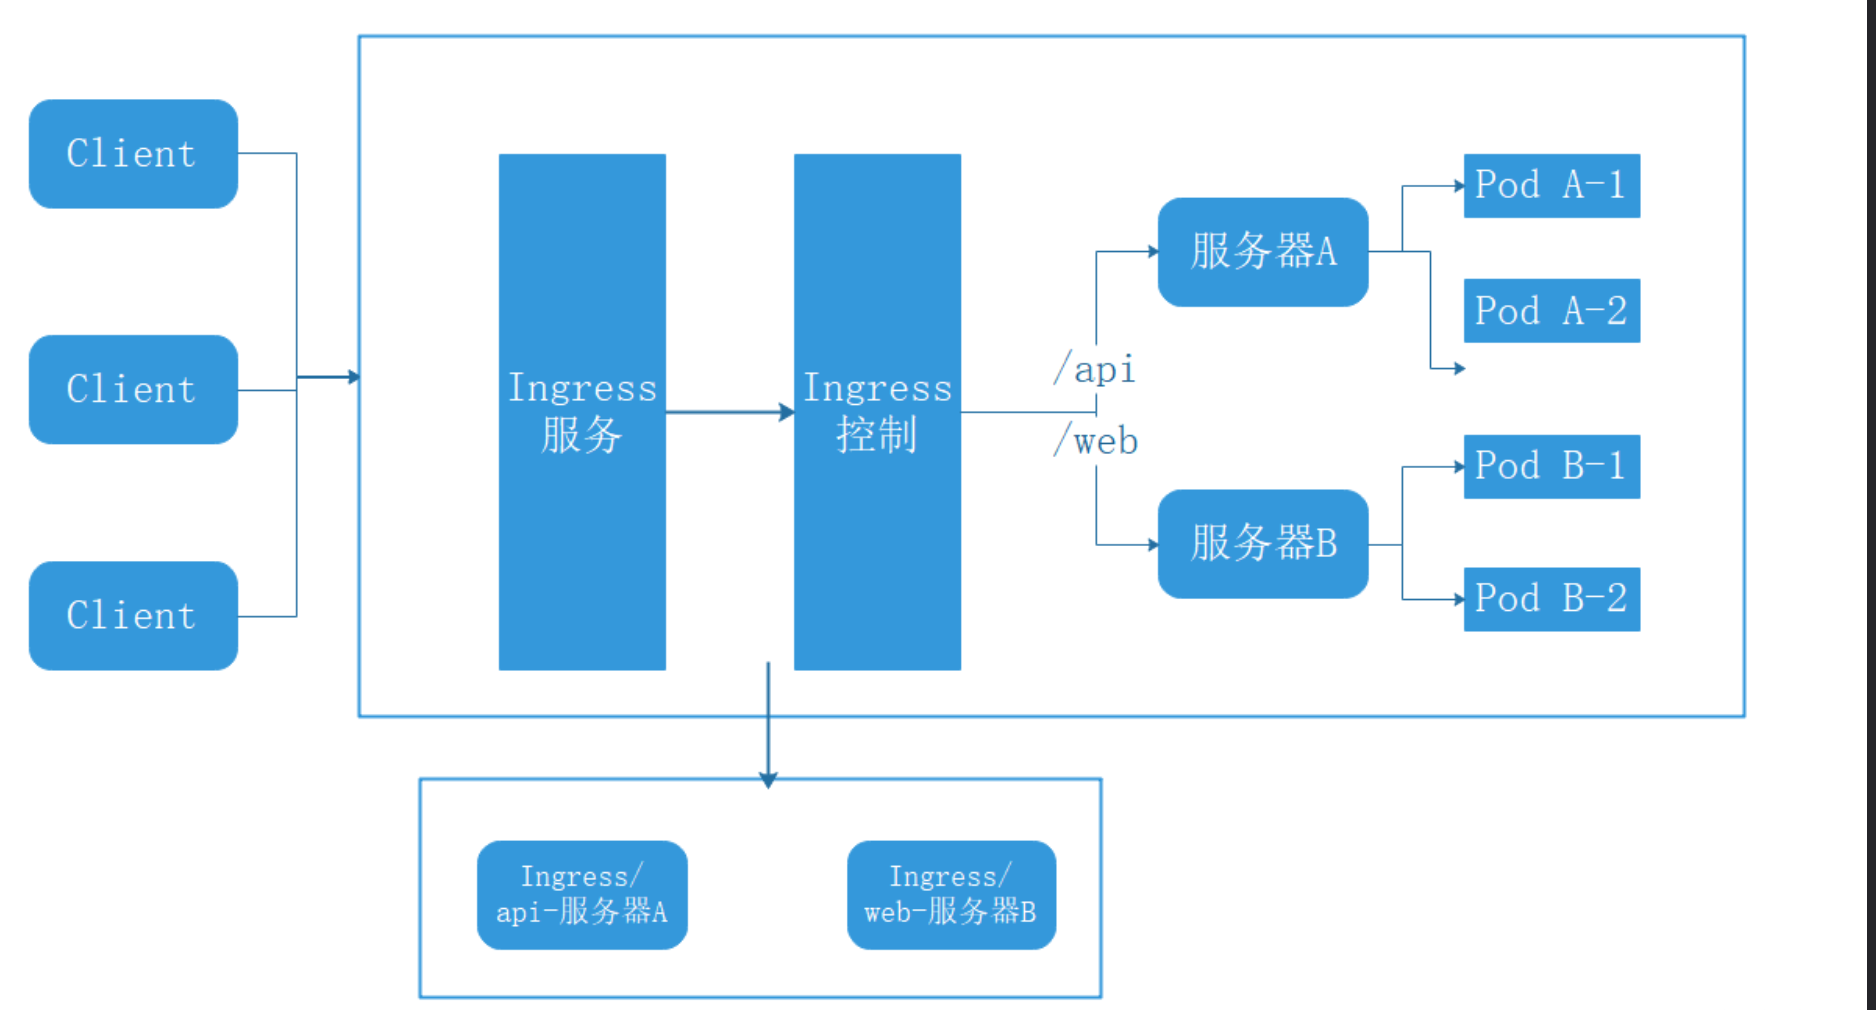 Client
Client
Client
Ingress
服务
Ingress
控制
/api
/web
服务器A
服务器B
Pod A-1
Pod A-2
Pod B-1
Pod B-2
Ingress/
api-服务器A
Ingress/
web-服务器B